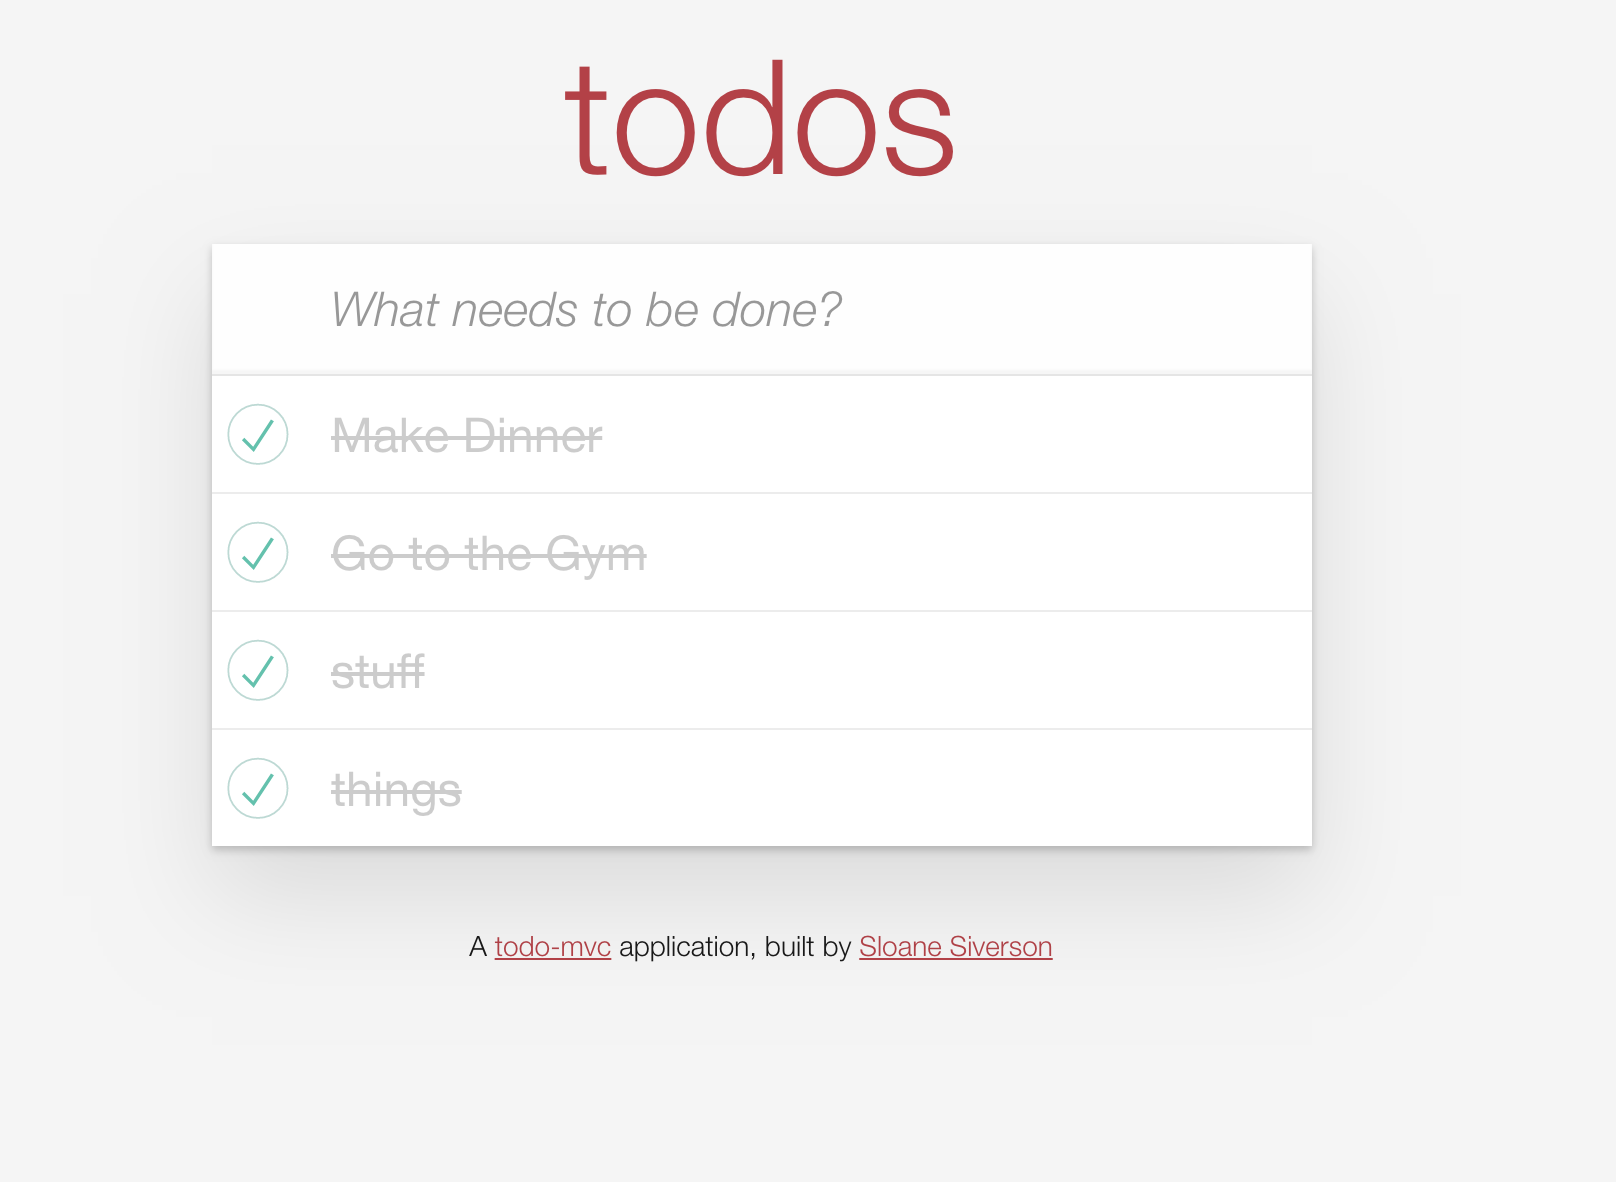 todos
What needs to be done?
Make Dinner
Go to the Gym
stuff
things
A todo-mvc application, built by Sloane Siverson